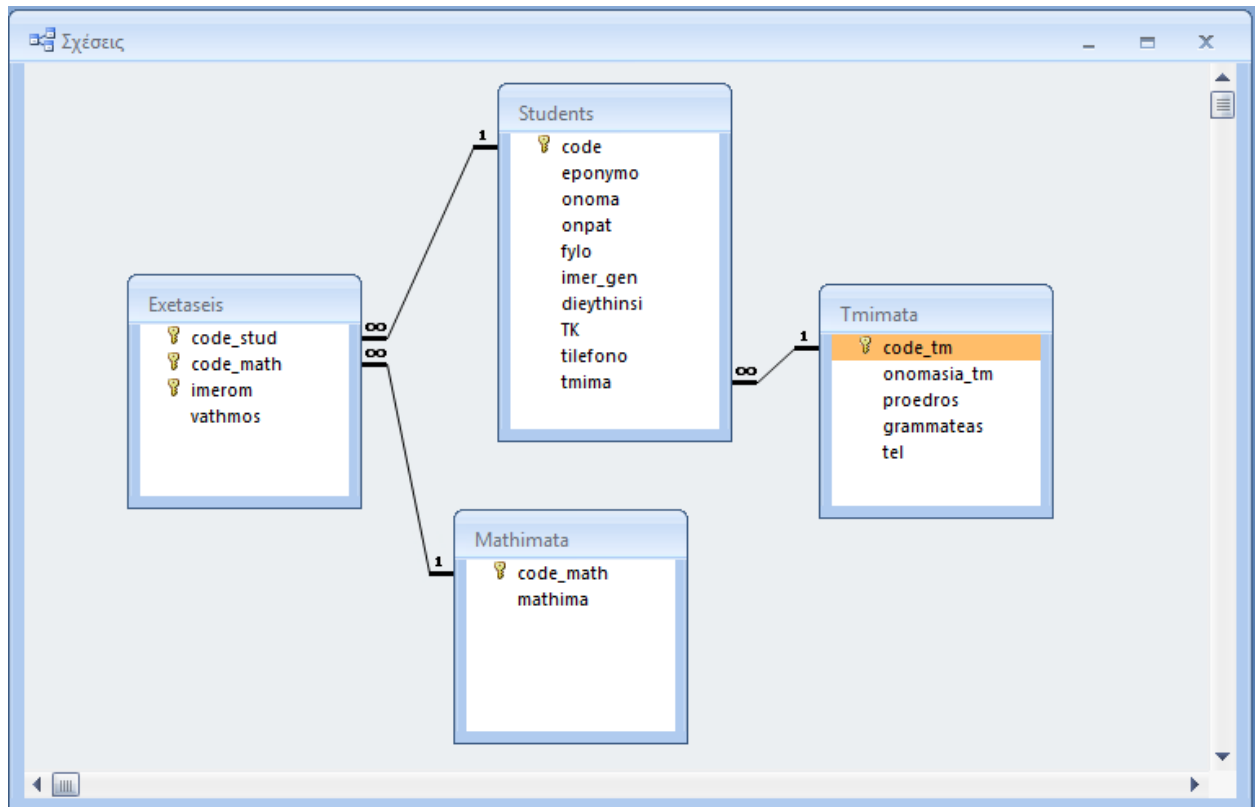 Σχέσεις
Students
code
eponymo
onoma
onpat
fylo
imer_gen
dieythinsi
TK
tilefono
tmima
1
Exetaseis
code_stud
code_math
imerom
vathmos
∞
∞
Tmimata
code_tm
onomasia_tm
proedros
grammateas
tel
1
∞
Mathimata
code_math
mathima
1